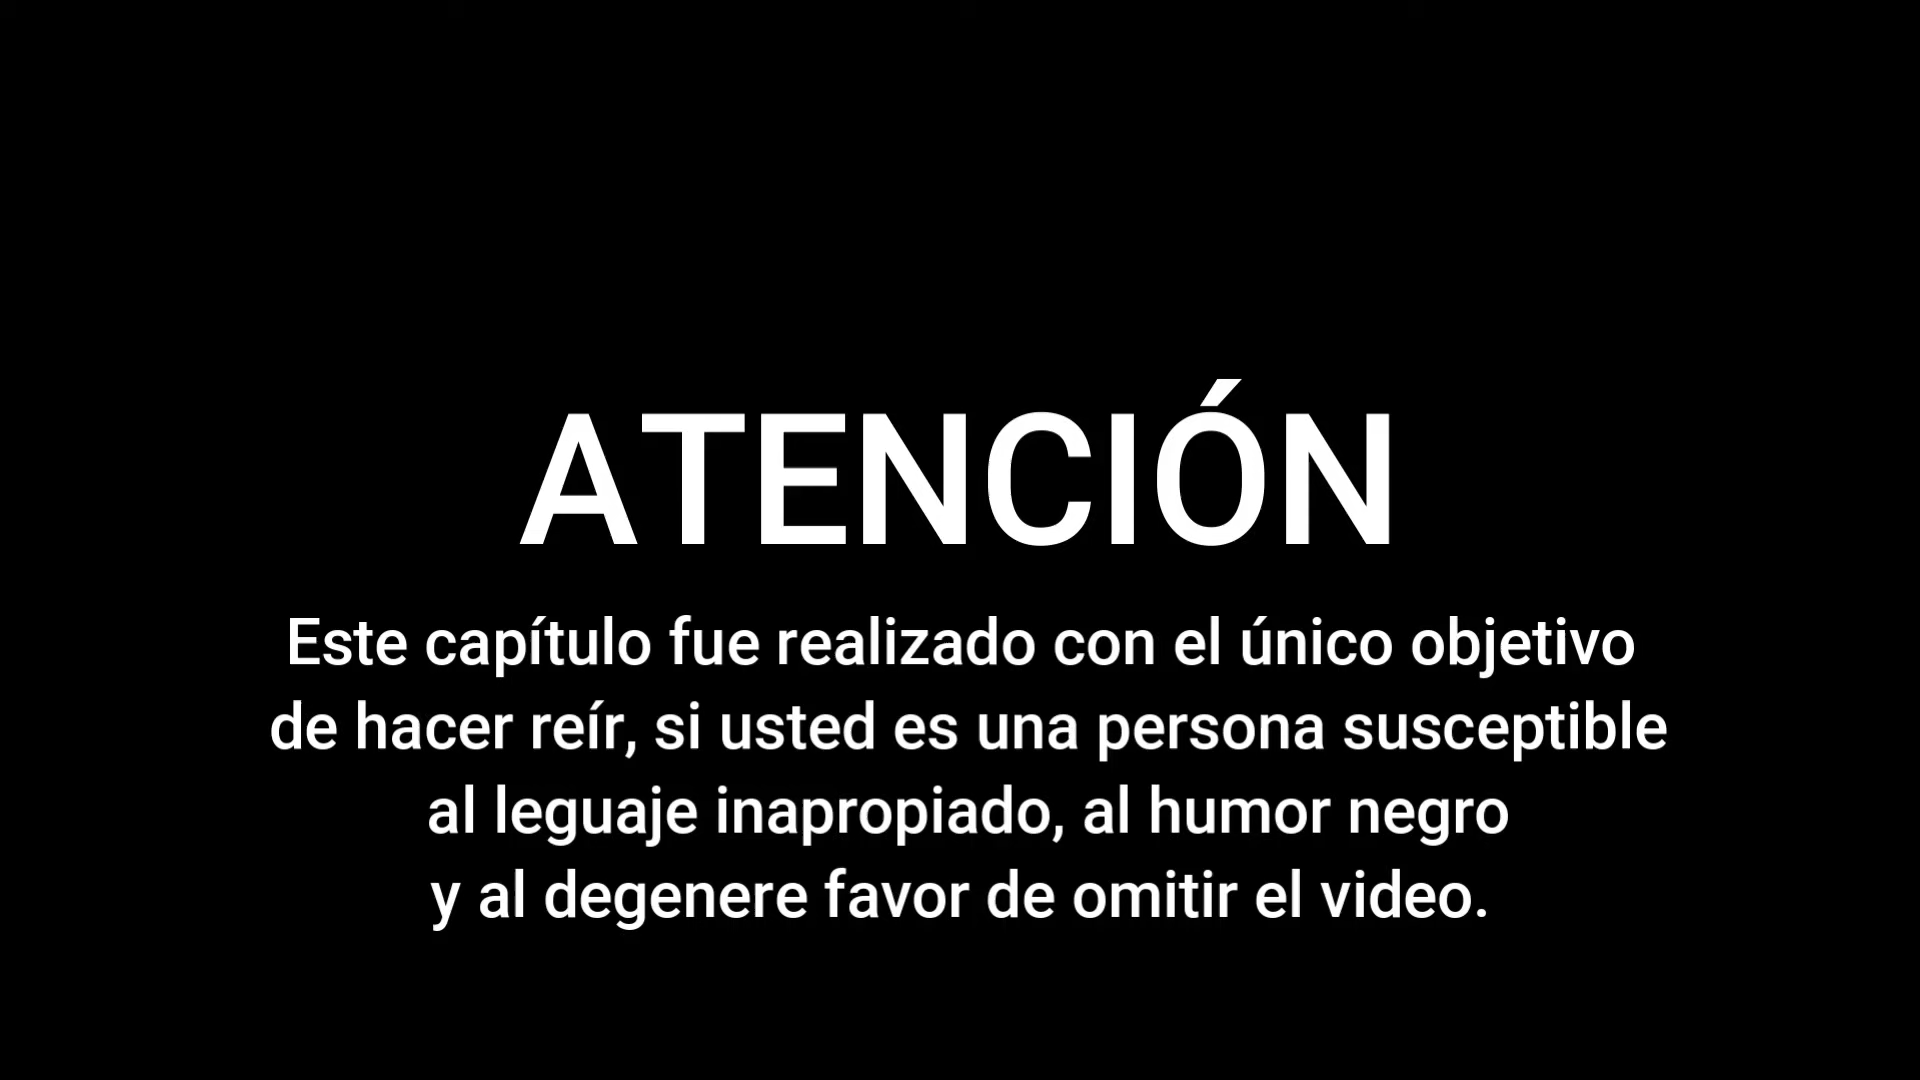 ATENCIÓN
Este capítulo fue realizado con el único objetivo
de hacer reír, si usted es una persona susceptible
al leguaje inapropiado, al humor negro
y al degenere favor de omitir el video.